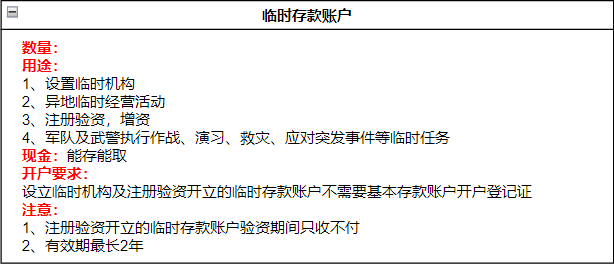 临时存款账户
数量：
用途：
1、设置临时机构
2、异地临时经营活动
3、注册验资，增资
4、军队及武警执行作战、演习、救灾、应对突发事件等临时任务
现金：能存能取
开户要求：
设立临时机构及注册验资开立的临时存款账户不需要基本存款账户开户登记证
注意：
1、注册验资开立的临时存款账户验资期间只收不付
2、有效期最长2年